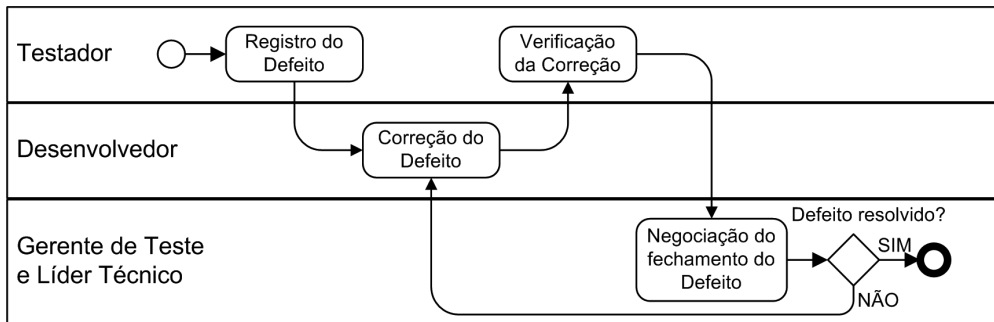 Testador
Registro do
Defeito
Verificação
da Correção
Desenvolvedor
Correção do
Defeito
Gerente de Teste
e Líder Técnico
Negociação do
fechamento do
Defeito
Defeito resolvido?
SIM
NÃO